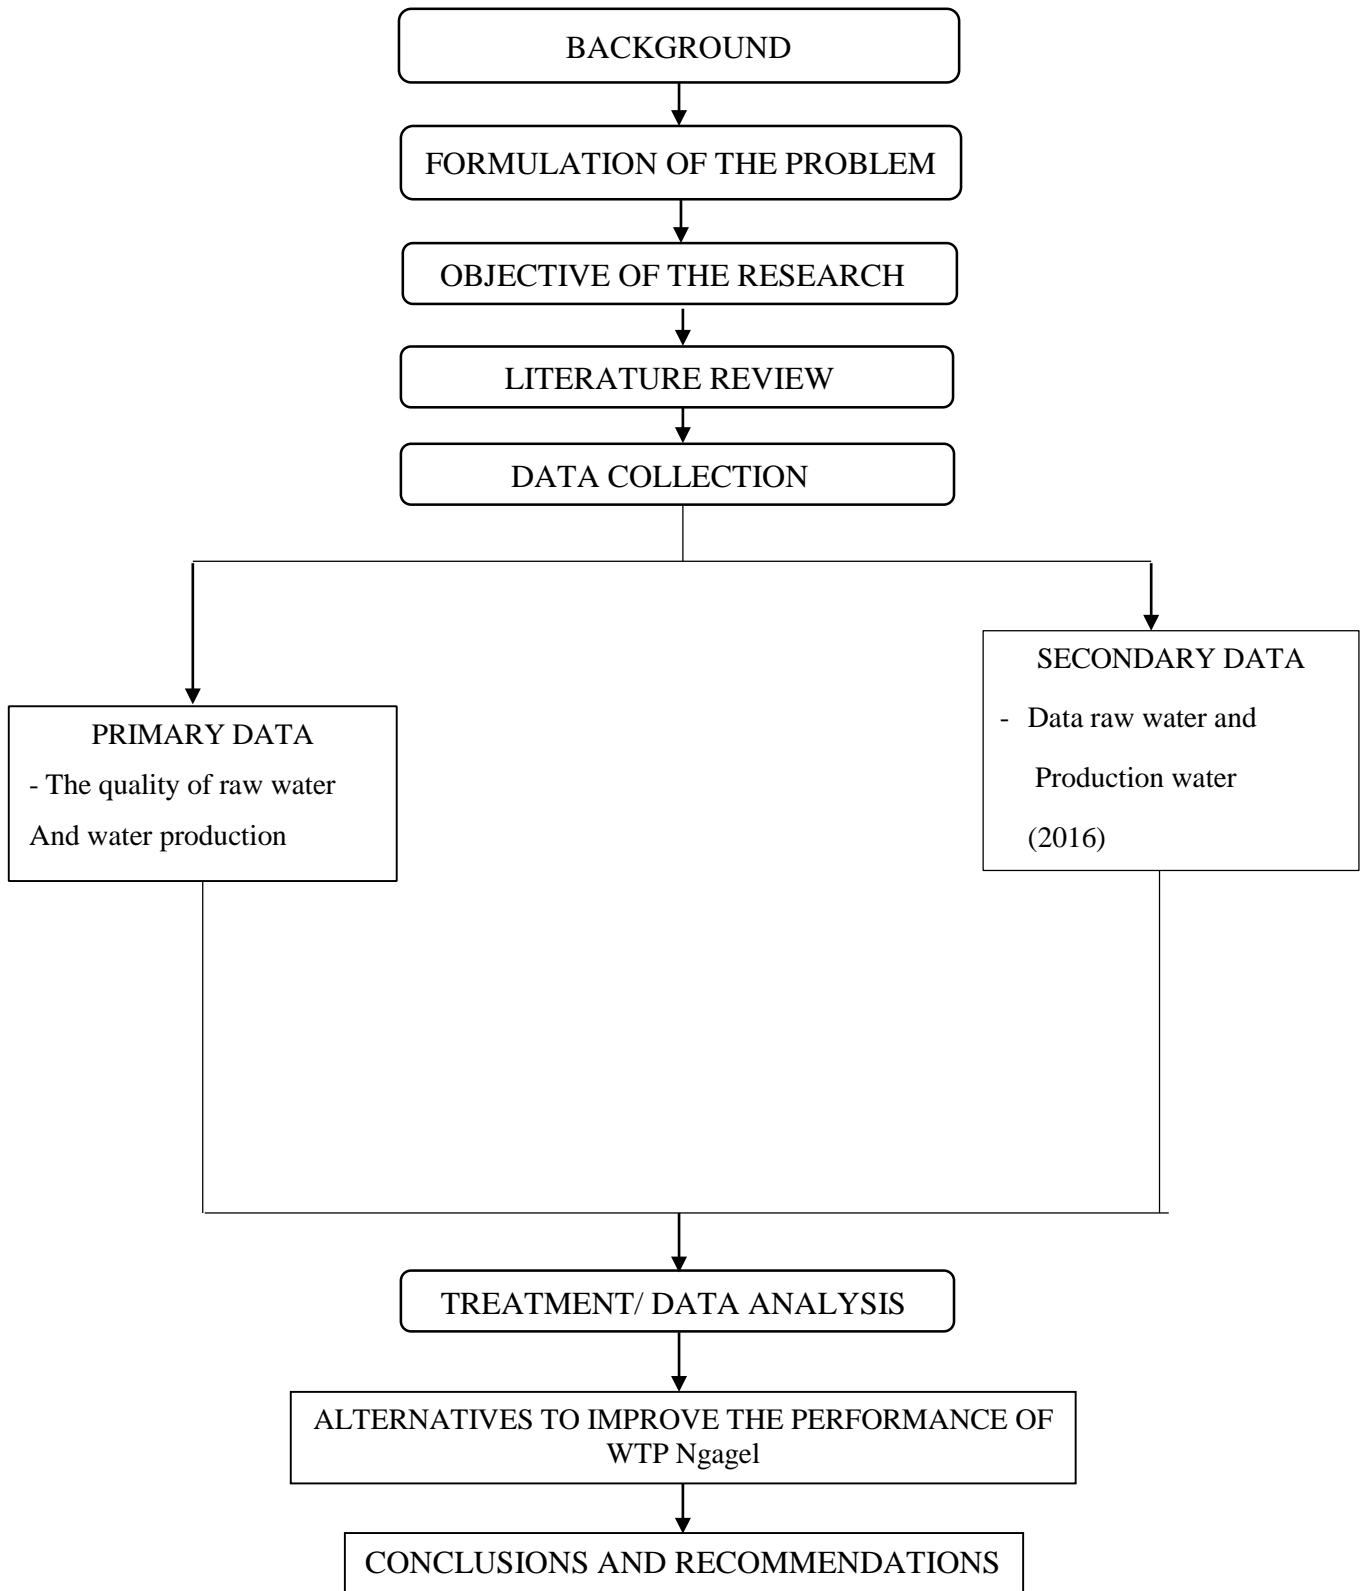 BACKGROUND
FORMULATION OF THE PROBLEM
OBJECTIVE OF THE RESEARCH
LITERATURE REVIEW
DATA COLLECTION
PRIMARY DATA
- The quality of raw water
And water production
SECONDARY DATA
- Data raw water and
Production water
(2016)
TREATMENT/ DATA ANALYSIS
ALTERNATIVES TO IMPROVE THE PERFORMANCE OF
WTP Ngagel
CONCLUSIONS AND RECOMMENDATIONS